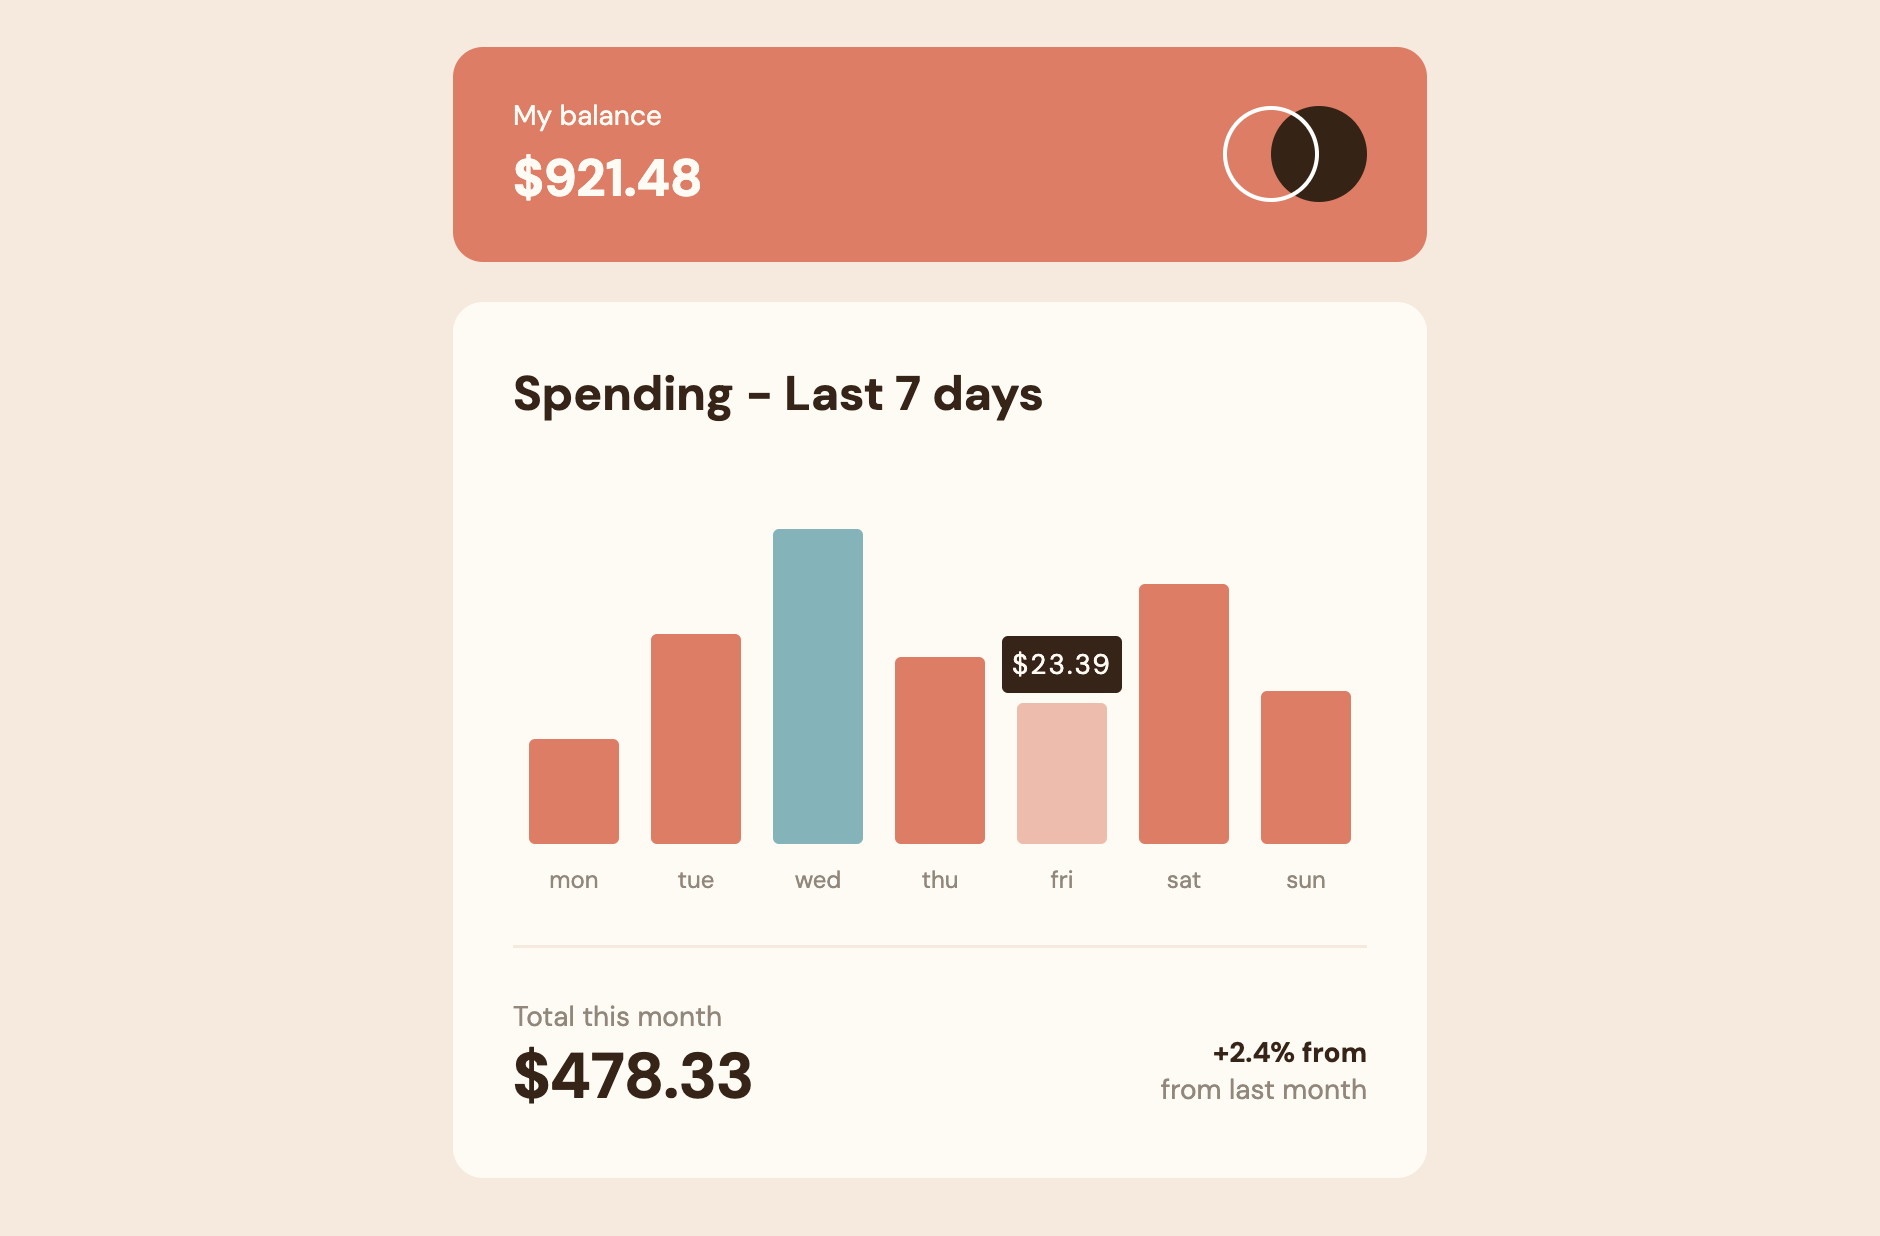 My balance
$921.48
Spending - Last 7 days
$23.39
mon tue wed thu fri sat sun
Total this month
$478.33
+2.4% from
from last month